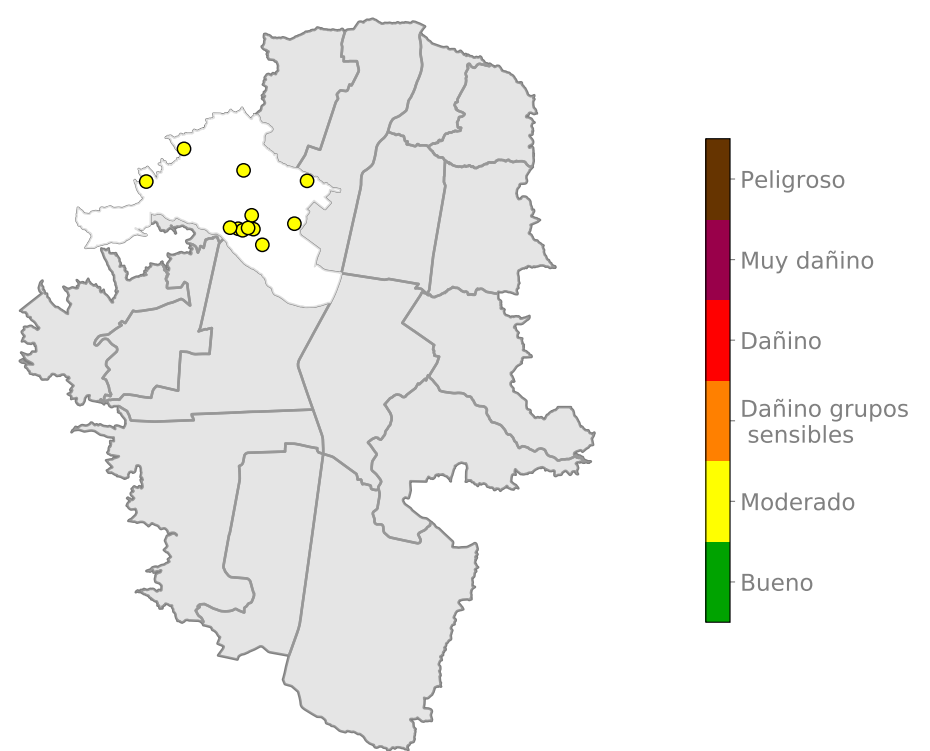 Peligroso
Muy dañino
Dañino
Dañino grupos
sensibles
Moderado
Bueno